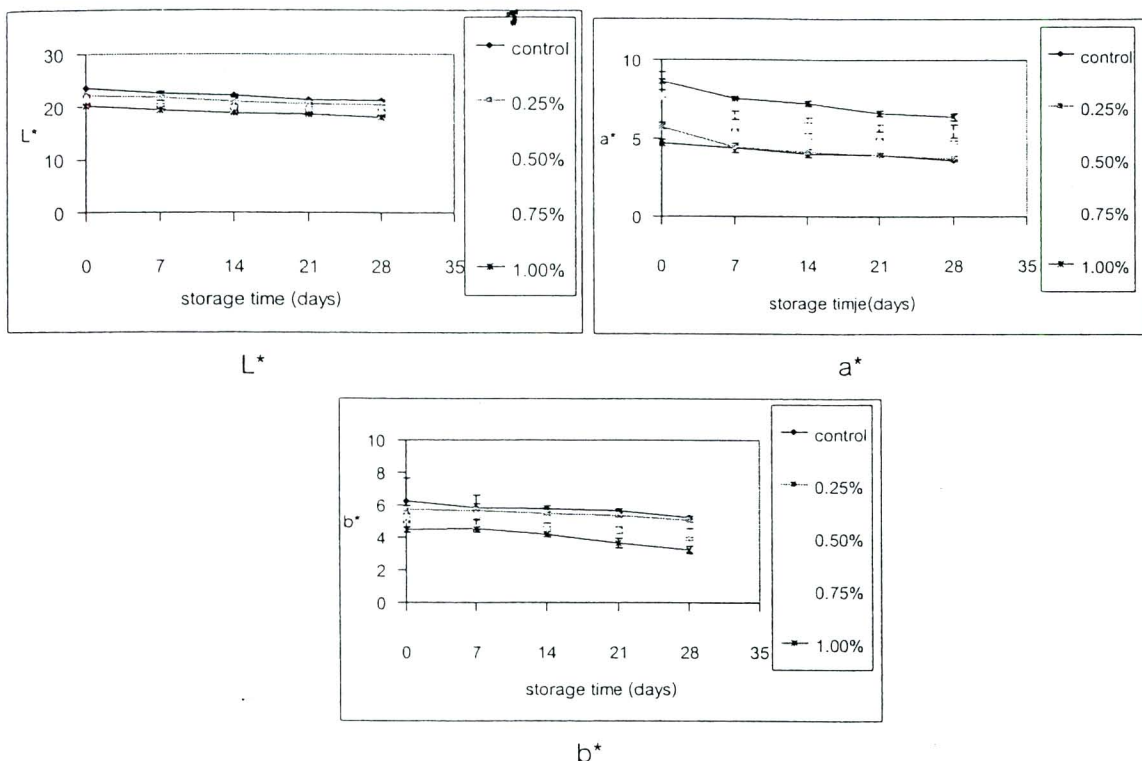 30
20
10
0
L*
0 7 14 21 28 35
storage time (days)
control
0.25%
0.50%
0.75%
1.00%
L*
10
5
0
a*
0 7 14 21 28 35
storage timje(days)
control
0.25%
0.50%
0.75%
1.00%
a*
10
8
6
4
2
0
b*
0 7 14 21 28 35
storage time (days)
control
0.25%
0.50%
0.75%
1.00%
b*